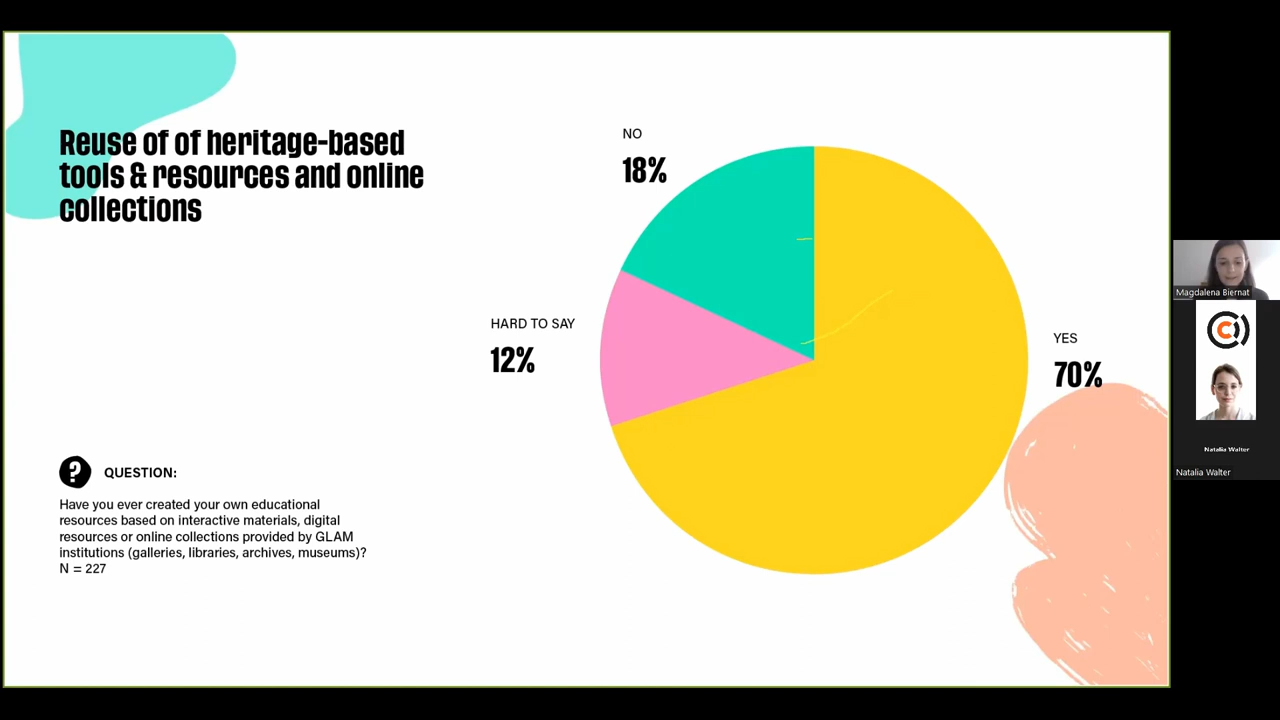 Reuse of of heritage-based
tools & resources and online
collections
NO
18%
HARD TO SAY
12%
YES
70%
?
QUESTION:
Have you ever created your own educational
resources based on interactive materials, digital
resources or online collections provided by GLAM
institutions (galleries, libraries, archives, museums)?
N = 227
Magdalena Biernat
Natalia Walter
Natalia Walter